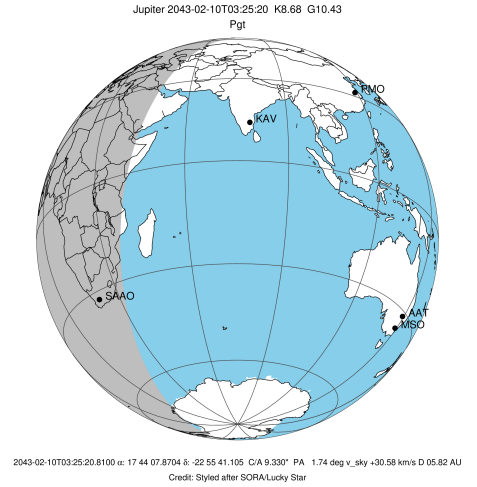 Jupiter 2043-02-10T03:25:20 K8.68 G10.43
Pgt
PMO
KAV
SAAO
AAT
MSO
2043-02-10T03:25:20.8100 α: 17 44 07.8704 δ: -22 55 41.105 C/A 9.330" PA 1.74 deg v_sky +30.58 km/s D 05.82 AU
Credit: Styled after SORA/Lucky Star